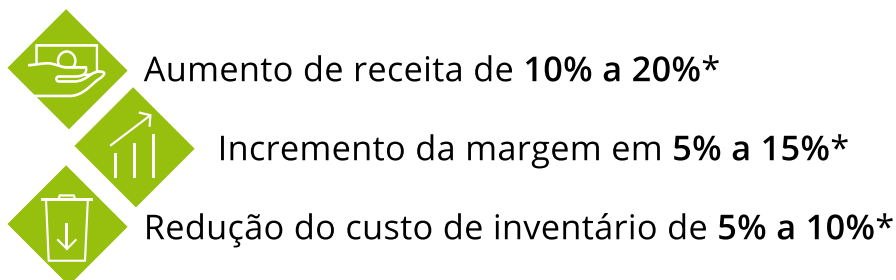 Aumento de receita de 10% a 20%*
Incremento da margem em 5% a 15%*
Redução do custo de inventário de 5% a 10%*